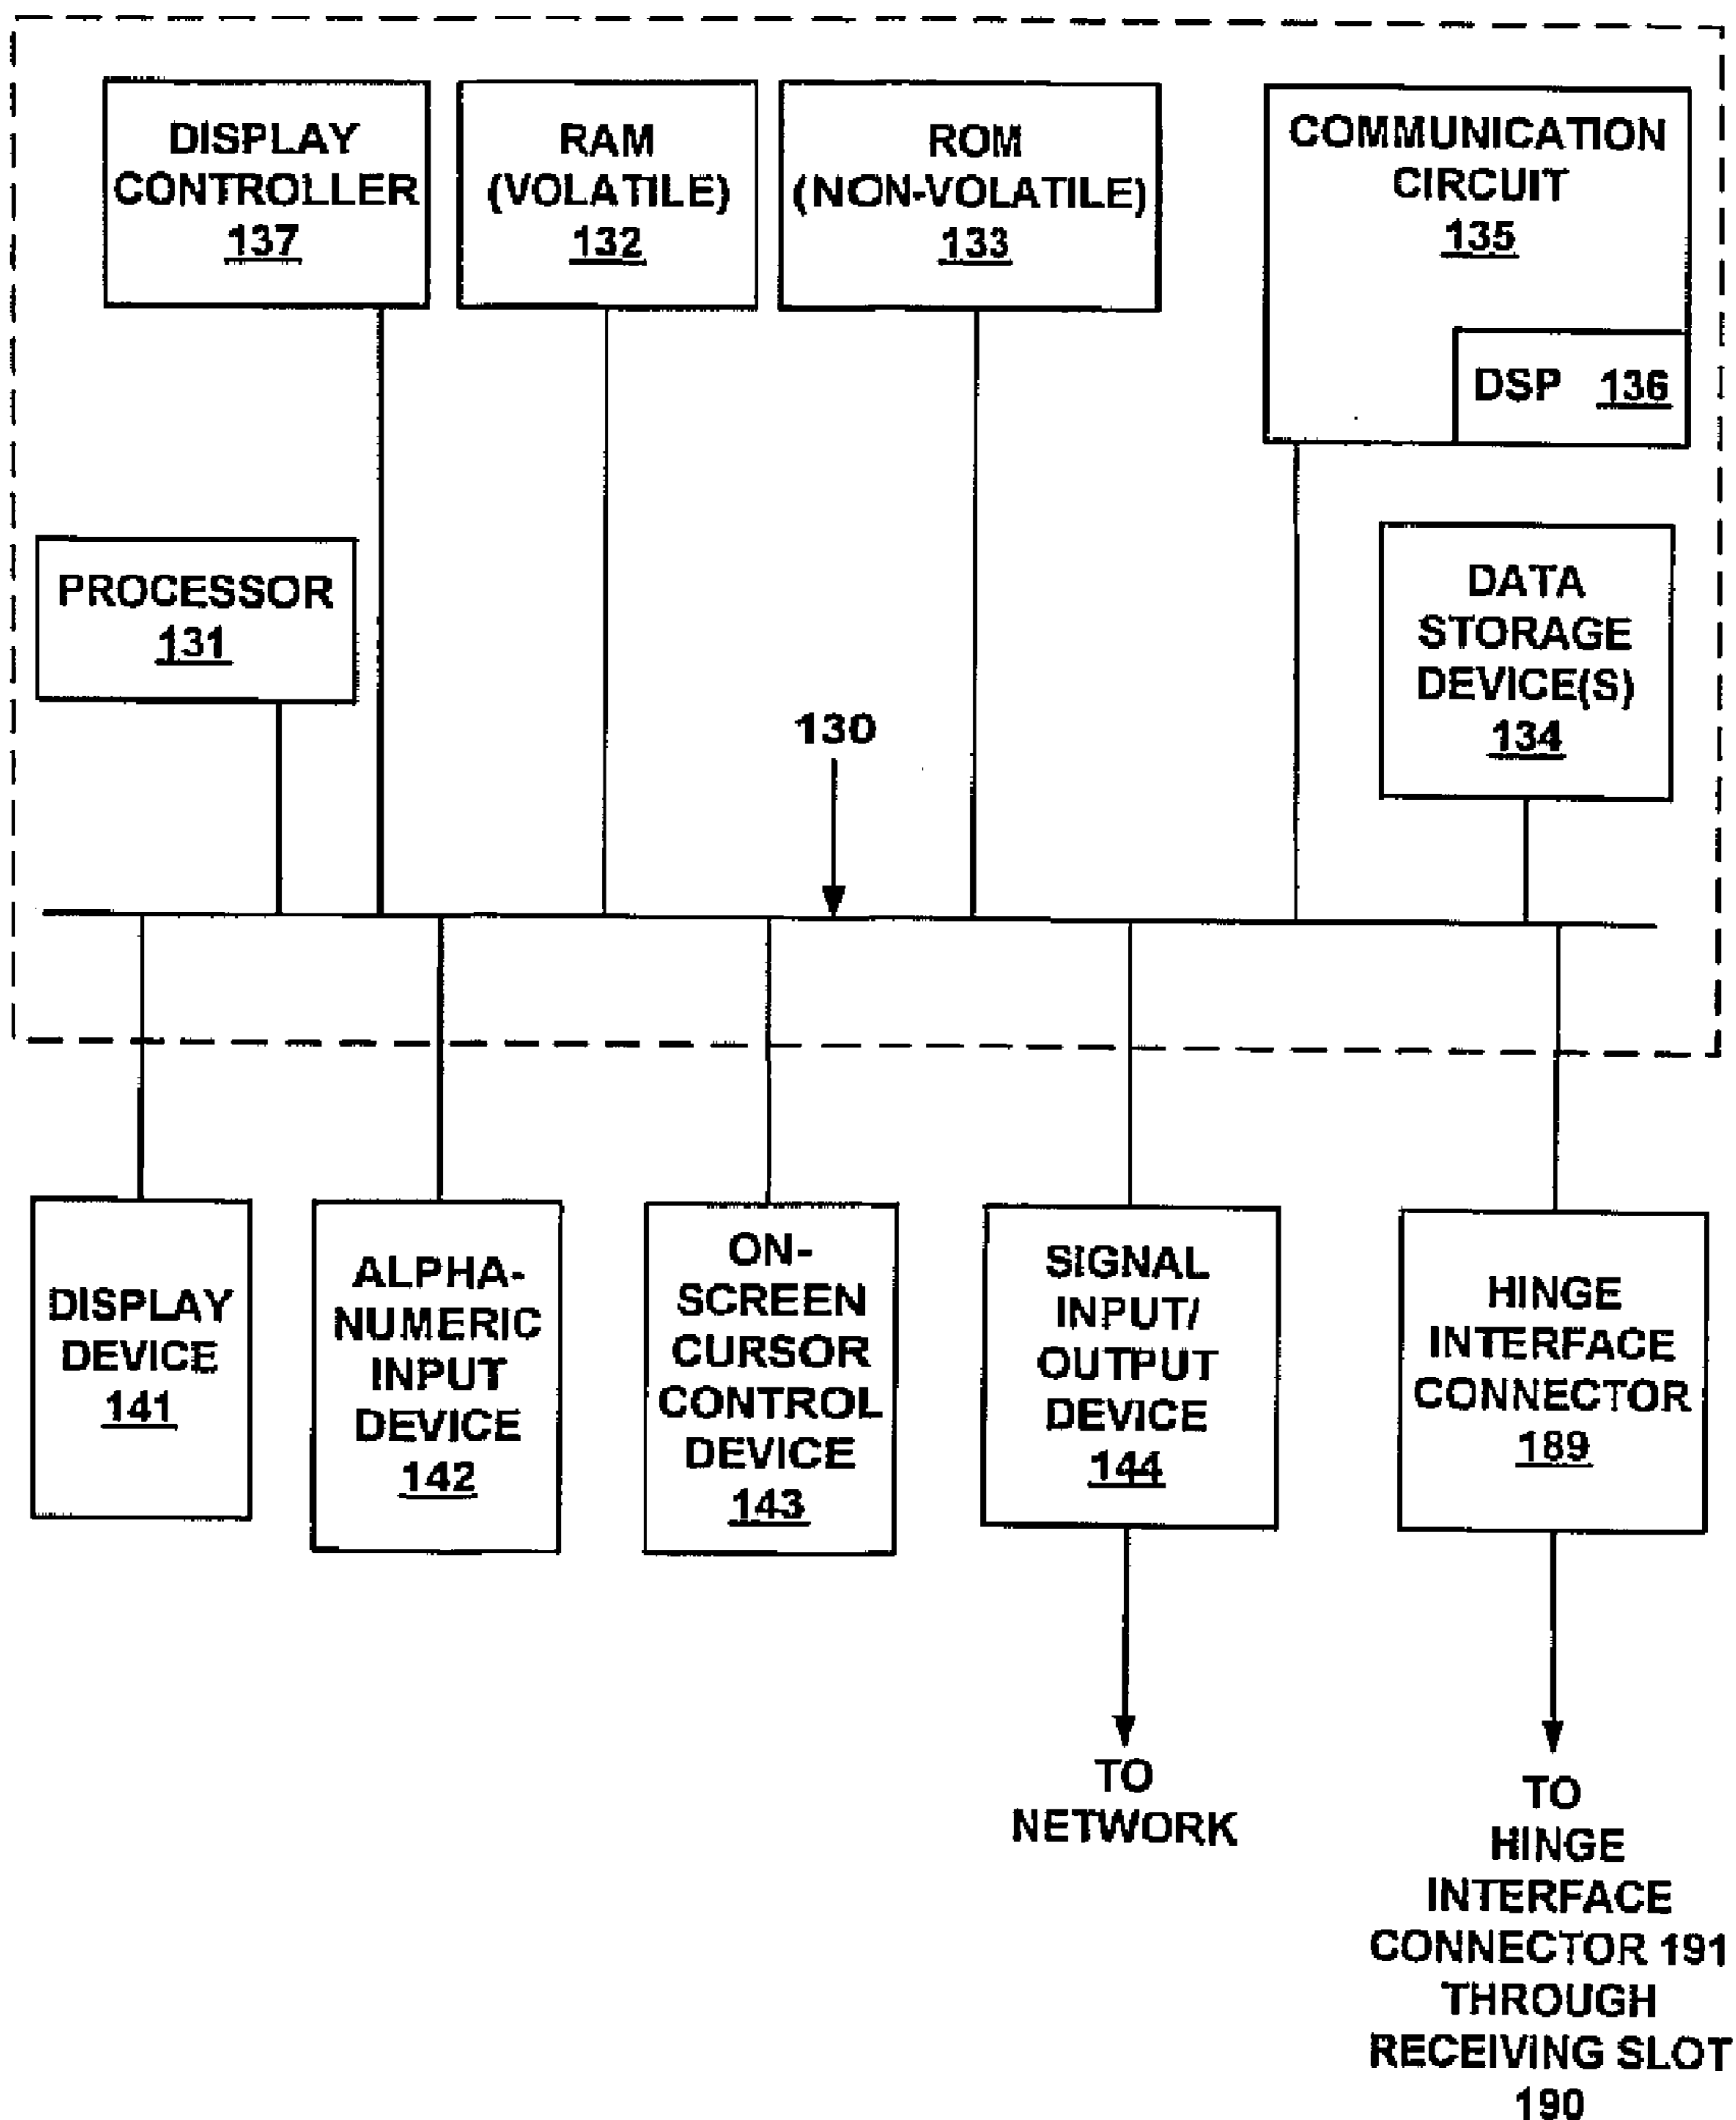 DISPLAY
CONTROLLER
137
RAM
(VOLATILE)
132
ROM
(NON-VOLATILE)
133
COMMUNICATION
CIRCUIT
135
DSP 136
PROCESSOR
131
DATA
STORAGE
DEVICE(S)
134
130
DISPLAY
DEVICE
141
ALPHA-
NUMERIC
INPUT
DEVICE
142
ON-
SCREEN
CURSOR
CONTROL
DEVICE
143
SIGNAL
INPUT/
OUTPUT
DEVICE
144
HINGE
INTERFACE
CONNECTOR
189
TO
NETWORK
TO
HINGE
INTERFACE
CONNECTOR 191
THROUGH
RECEIVING SLOT
190